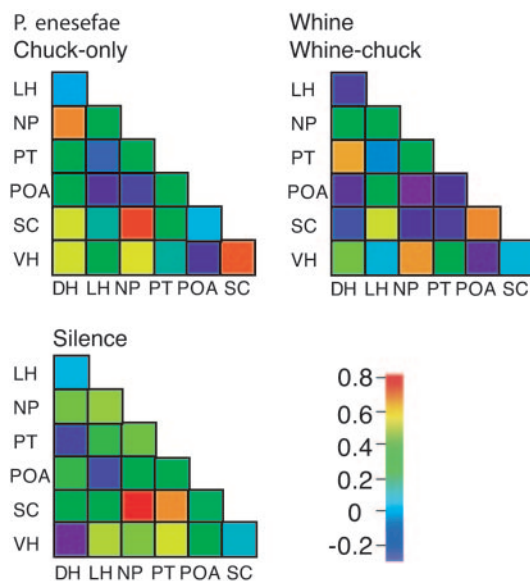 P. enesefae
Chuck-only
LH
NP
PT
POA
SC
VH
DH LH NP PT POA SC
Whine
Whine-chuck
LH
NP
PT
POA
SC
VH
DH LH NP PT POA SC
Silence
LH
NP
PT
POA
SC
VH
DH LH NP PT POA SC
0.8
0.6
0.4
0.2
0
-0.2